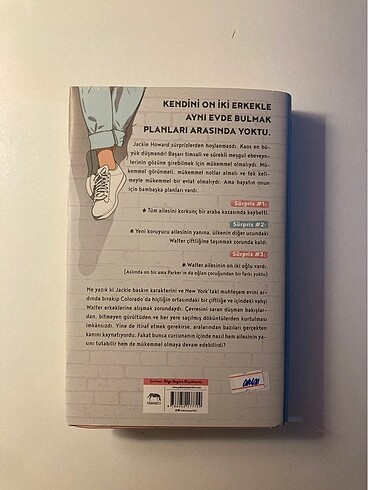 KENDİNİ ON İKİ ERKEKLE
AYNI EVDE BULMAK
PLANLARI ARASINDA YOKTU.
Jackie Howard sürprizlerden hoşlanmazdı. Kaos en bü-
yük düşmandı! Başarı timsali ve sürekli meşgul ebeveyn-
lerinin gözüne girebilmek için mükemmel olmalıydı. Mü-
kemmel görünmeli, mükemmel notlar almalı ve tek keli-
meyle mükemmel bir evlat olmalıydı. Ama hayatın onun
için bambaşka planları vardı.
Sürpriz #1:
Tüm ailesini korkunç bir araba kazasında kaybetti.
Sürpriz #2:
Yeni koruyucu ailesinin yanına, ülkenin diğer ucundaki
Walter çiftliğine taşınmak zorunda kaldı.
Sürpriz #3:
Walter ailesinin on iki oğlu vardı.
(Aslında on bir ama Parker'ın da oğlan çocuğundan bir farkı yoktu)
Ne yazık ki Jackie baskın karakterini ve New York'taki muhteşem evini ar-
dında bırakıp Colorado'da hiçliğin ortasındaki bir çiftliğe ve içindeki vahşi
Walter erkeklerine alışmak zorundaydı. Çevresini saran düşman bakışlar-
dan, bitmeyen gürültüden ve her yere saçılmış döküntülerden kurtulması
imkânsızdı. Yine de itiraf etmek gerekirse, aralarından bazıları gerçekten
kanını kaynatıyordu. Fakat bunca curcunanın içinde nasıl hem ailesinin ya-
sını tutabilir hem de mükemmel olmaya devam edebilirdi?
YABANCI